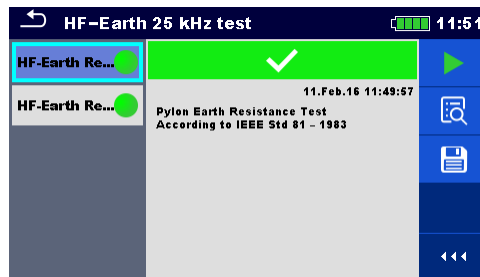 HF-Earth 25 kHz test
11:51
HF-Earth Re...
HF-Earth Re...
11.Feb.16 11:49:57
Pylon Earth Resistance Test
According to IEEE Std 81 - 1983